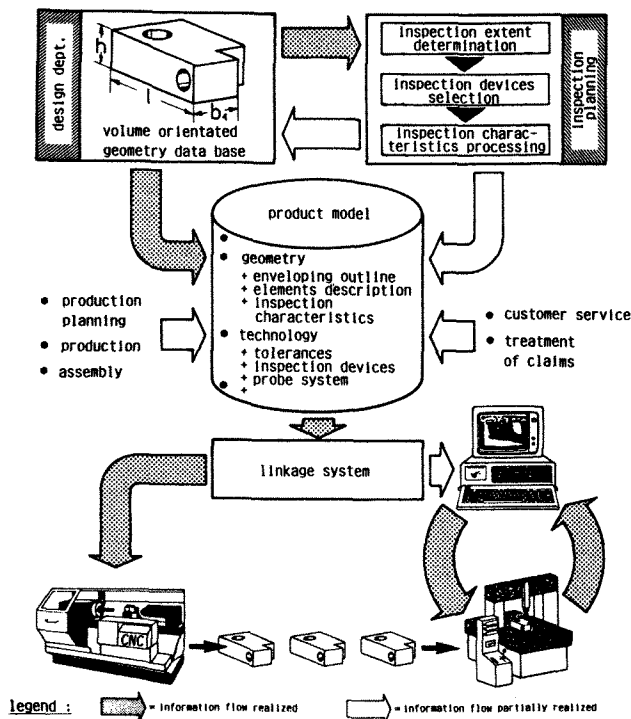 design dept.
h
l
b₁
volume orientated
geometry data base
inspection extent
determination
inspection devices
selection
inspection charac-
teristics processing
inspection
planning
product model
•
• geometry
+ enveloping outline
+ elements description
+ inspection
characteristics
• technology
+ tolerances
+ inspection devices
+ probe system
• +
• production
planning
• production
• assembly
• customer service
• treatment
of claims
linkage system
CNC
legend :
= information flow realized
= information flow partially realized